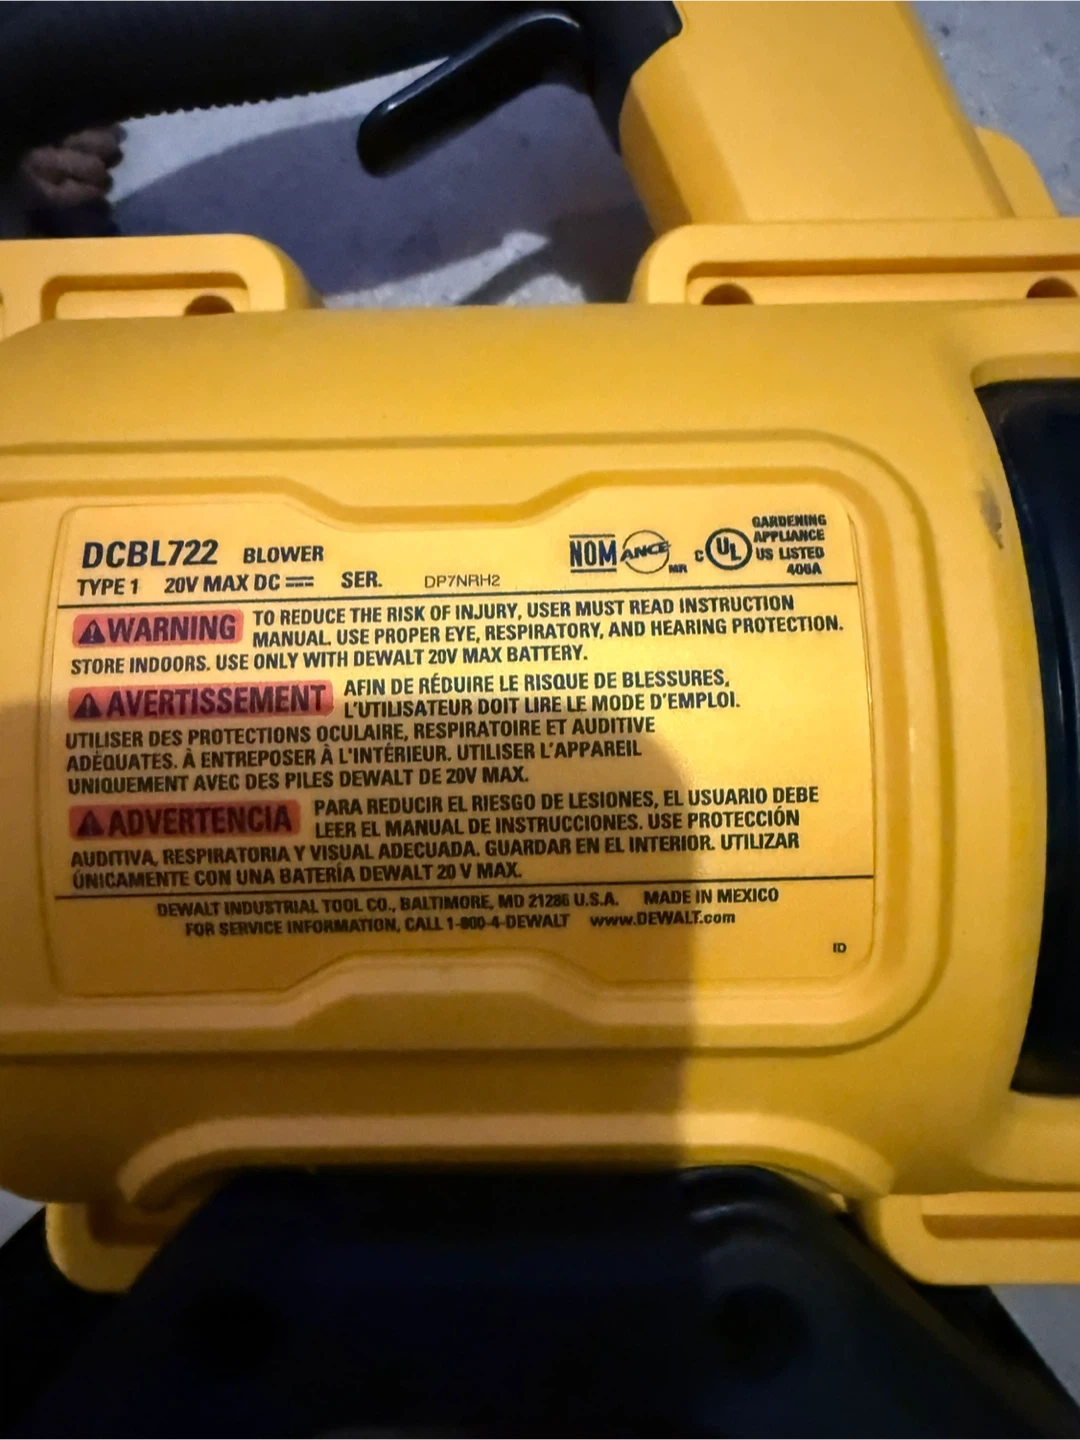 DCBL722 BLOWER
TYPE 1 20V MAX DC SER. DP7NRH2
NOM ANCE MR
C UL US LISTED
GARDENING
APPLIANCE
406A
WARNING TO REDUCE THE RISK OF INJURY, USER MUST READ INSTRUCTION
MANUAL. USE PROPER EYE, RESPIRATORY, AND HEARING PROTECTION.
STORE INDOORS. USE ONLY WITH DEWALT 20V MAX BATTERY.
AVERTISSEMENT AFIN DE RÉDUIRE LE RISQUE DE BLESSURES,
L'UTILISATEUR DOIT LIRE LE MODE D'EMPLOI.
UTILISER DES PROTECTIONS OCULAIRE, RESPIRATOIRE ET AUDITIVE
ADÉQUATES. À ENTREPOSER À L'INTÉRIEUR. UTILISER L'APPAREIL
UNIQUEMENT AVEC DES PILES DEWALT DE 20V MAX.
ADVERTENCIA PARA REDUCIR EL RIESGO DE LESIONES, EL USUARIO DEBE
LEER EL MANUAL DE INSTRUCCIONES. USE PROTECCIÓN
AUDITIVA, RESPIRATORIA Y VISUAL ADECUADA. GUARDAR EN EL INTERIOR. UTILIZAR
ÚNICAMENTE CON UNA BATERÍA DEWALT 20 V MAX.
DEWALT INDUSTRIAL TOOL CO., BALTIMORE, MD 21286 U.S.A. MADE IN MEXICO
FOR SERVICE INFORMATION, CALL 1-800-4-DEWALT www.DEWALT.com
ID